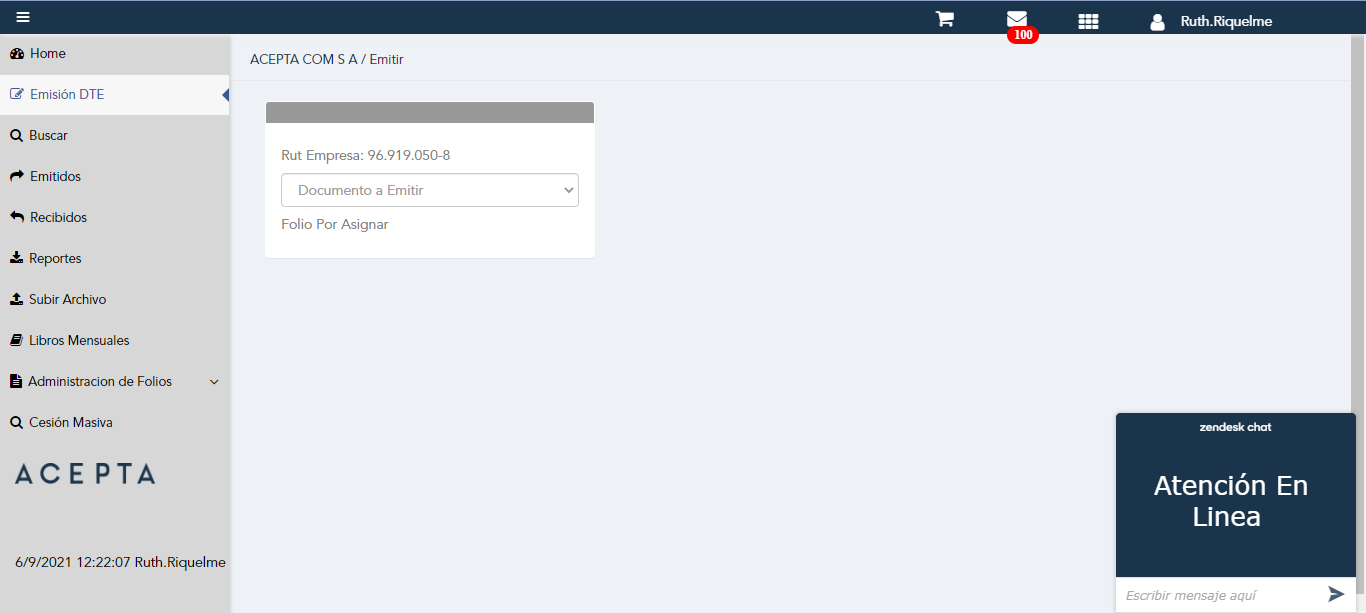 Ruth.Riquelme
100
Home
Emisión DTE
Buscar
Emitidos
Recibidos
Reportes
Subir Archivo
Libros Mensuales
Administracion de Folios
Cesión Masiva
ACEPTA
6/9/2021 12:22:07 Ruth.Riquelme
ACEPTA COM S A / Emitir
Rut Empresa: 96.919.050-8
Documento a Emitir
Folio Por Asignar
zendesk chat
Atención En
Linea
Escribir mensaje aquí